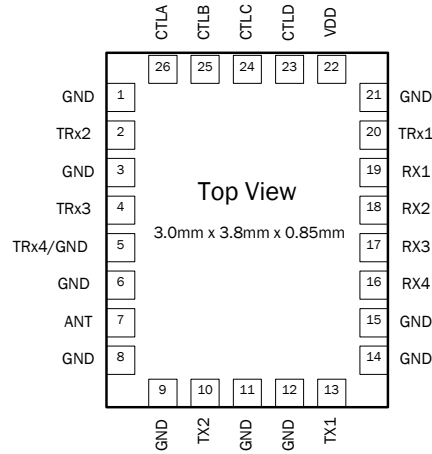 CTLA CTLB CTLC CTLD VDD
26 25 24 23 22
GND 1 21 GND
TRx2 2 20 TRx1
GND 3 19 RX1
TRx3 4 18 RX2
TRx4/GND 5 17 RX3
GND 6 16 RX4
ANT 7 15 GND
GND 8 14 GND
Top View
3.0mm x 3.8mm x 0.85mm
9 10 11 12 13
GND TX2 GND GND TX1